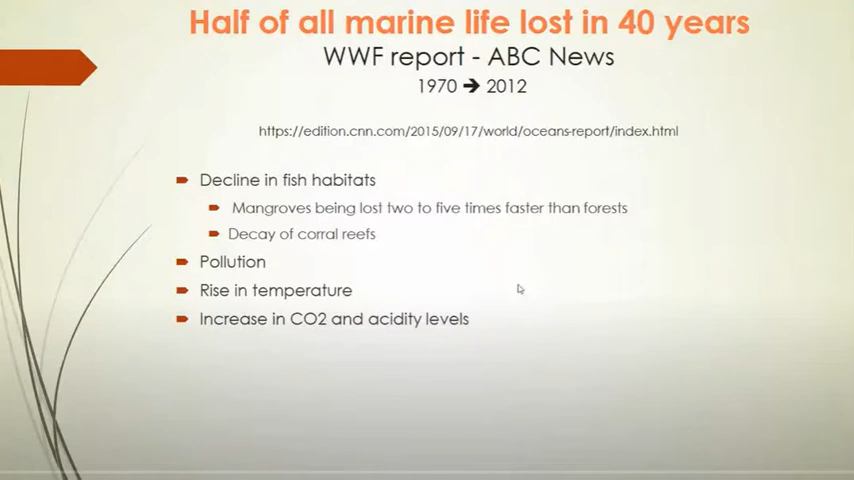 Half of all marine life lost in 40 years
WWF report - ABC News
1970 → 2012
https://edition.cnn.com/2015/09/17/world/oceans-report/index.html
Decline in fish habitats
Mangroves being lost two to five times faster than forests
Decay of corral reefs
Pollution
Rise in temperature
Increase in CO2 and acidity levels